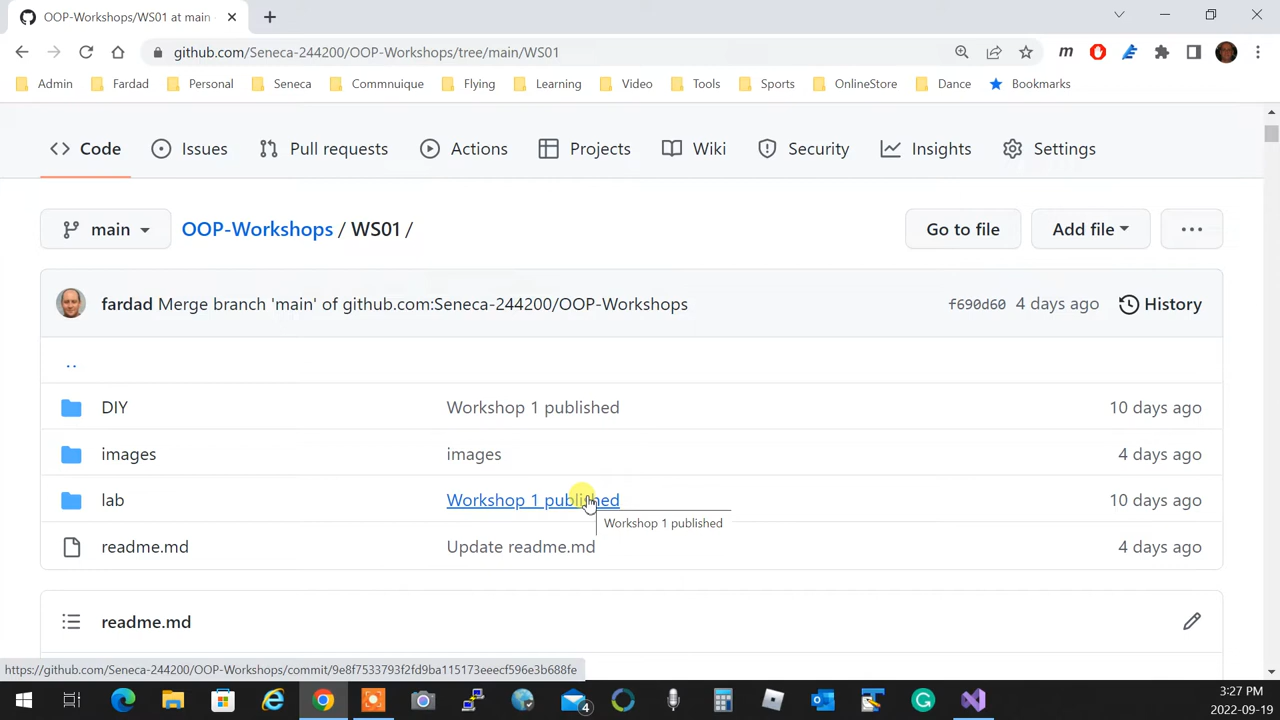 OOP-Workshops/WS01 at main
github.com/Seneca-244200/OOP-Workshops/tree/main/WS01
m
Admin Fardad Personal Seneca Commnuique Flying Learning Video Tools Sports OnlineStore Dance Bookmarks
Code Issues Pull requests Actions Projects Wiki Security Insights Settings
main OOP-Workshops / WS01 / Go to file Add file ...
fardad Merge branch 'main' of github.com:Seneca-244200/OOP-Workshops f690d60 4 days ago History
..
DIY Workshop 1 published 10 days ago
images images 4 days ago
lab Workshop 1 published 10 days ago
Workshop 1 published
readme.md Update readme.md 4 days ago
readme.md
https://github.com/Seneca-244200/OOP-Workshops/commit/9e8f7533793f2fd9ba115173eeecf596e3b688fe
4
3:27 PM
2022-09-19